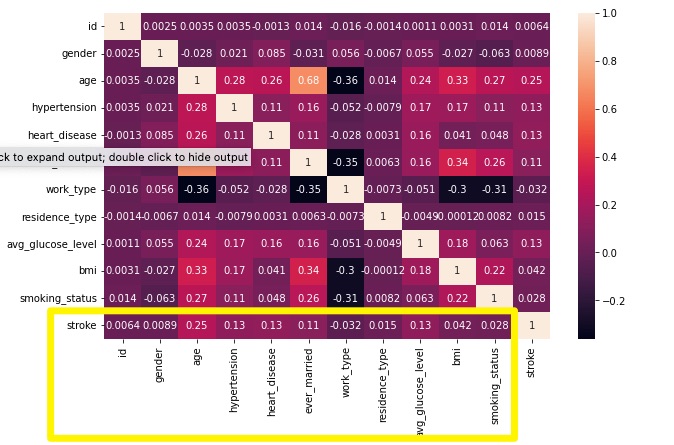 id 1 0.0025 0.0035 0.0035 -0.0013 0.014 -0.016 -0.0014 0.0011 0.0031 0.014 0.0064 1.0
gender 0.0025 1 -0.028 0.021 0.085 -0.031 0.056 -0.0067 0.055 -0.027 -0.063 0.0089
age 0.0035 -0.028 1 0.28 0.26 0.68 -0.36 0.014 0.24 0.33 0.27 0.25 0.8
hypertension 0.0035 0.021 0.28 1 0.11 0.16 -0.052 -0.0079 0.17 0.17 0.11 0.13 0.6
heart_disease -0.0013 0.085 0.26 0.11 1 0.11 -0.028 0.0031 0.16 0.041 0.048 0.13
ck to expand output; double click to hide output 0.11 1 -0.35 0.0063 0.16 0.34 0.26 0.11 0.4
work_type -0.016 0.056 -0.36 -0.052 -0.028 -0.35 1 -0.0073 -0.051 -0.3 -0.31 -0.032 0.2
residence_type -0.0014 -0.0067 0.014 -0.0079 0.0031 0.0063 -0.0073 1 -0.0049 -0.00012 0.0082 0.015
avg_glucose_level 0.0011 0.055 0.24 0.17 0.16 0.16 -0.051 -0.0049 1 0.18 0.063 0.13 0.0
bmi 0.0031 -0.027 0.33 0.17 0.041 0.34 -0.3 -0.00012 0.18 1 0.22 0.042
smoking_status 0.014 -0.063 0.27 0.11 0.048 0.26 -0.31 0.0082 0.063 0.22 1 0.028 −0.2
stroke 0.0064 0.0089 0.25 0.13 0.13 0.11 -0.032 0.015 0.13 0.042 0.028 1
id
gender
age
hypertension
heart_disease
ever_married
work_type
residence_type
avg_glucose_level
bmi
smoking_status
stroke